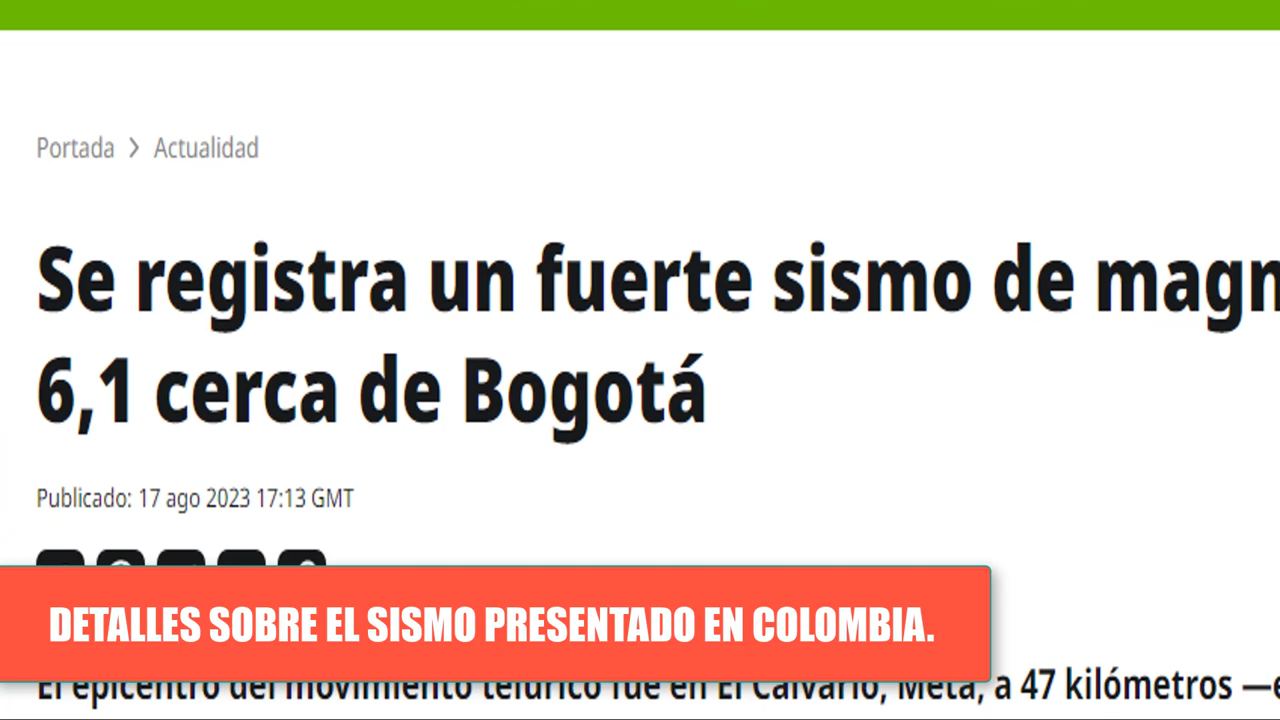 Portada > Actualidad
Se registra un fuerte sismo de magn
6,1 cerca de Bogotá
Publicado: 17 ago 2023 17:13 GMT
DETALLES SOBRE EL SISMO PRESENTADO EN COLOMBIA.
El epicentro del movimiento telúrico fue en El Calvario, Meta, a 47 kilómetros —e